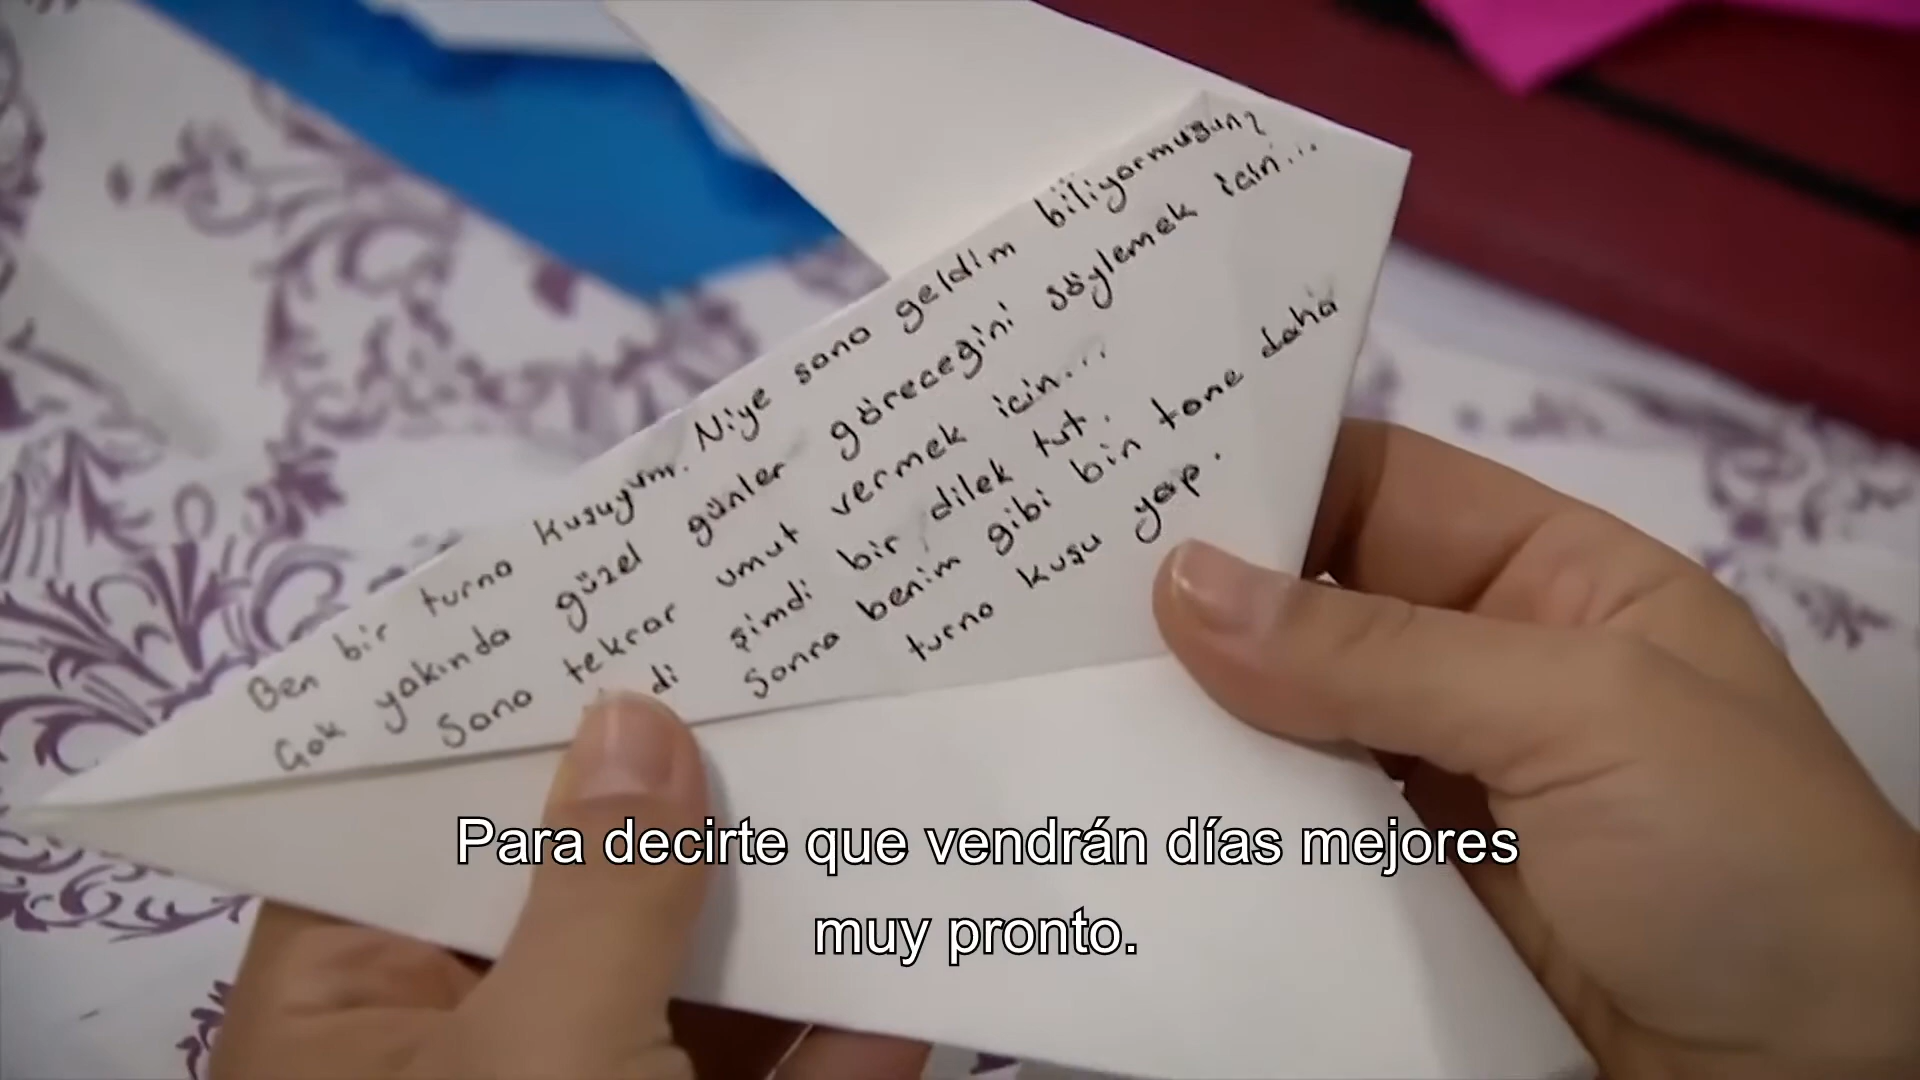 Ben bir turna kuşuyum. Niye sana geldim biliyormusun?
Çok yakında güzel günler göreceğini söylemek için...
Sana tekrar umut vermek için...
di şimdi bir dilek tut.
Sonra benim gibi bin tane daha
turna kuşu yap.
Para decirte que vendrán días mejores
muy pronto.